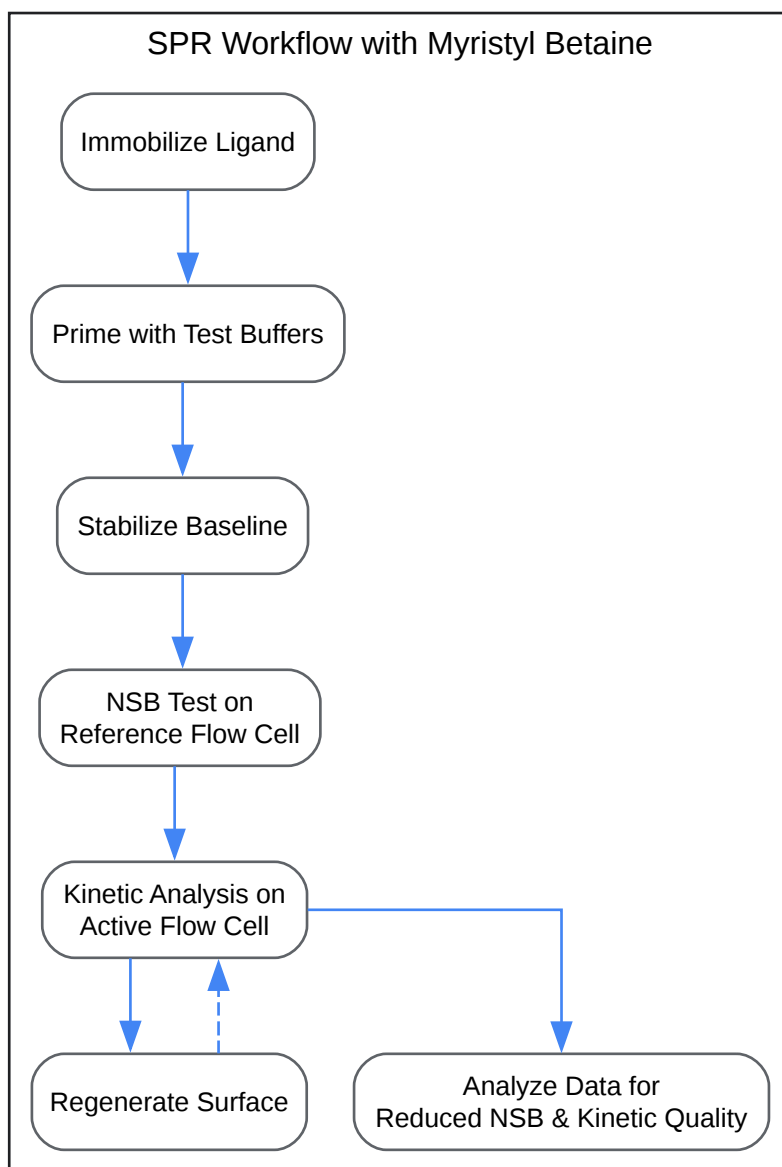 SPR Workflow with Myristyl Betaine
Immobilize Ligand
Prime with Test Buffers
Stabilize Baseline
NSB Test on
Reference Flow Cell
Kinetic Analysis on
Active Flow Cell
Regenerate Surface
Analyze Data for
Reduced NSB & Kinetic Quality